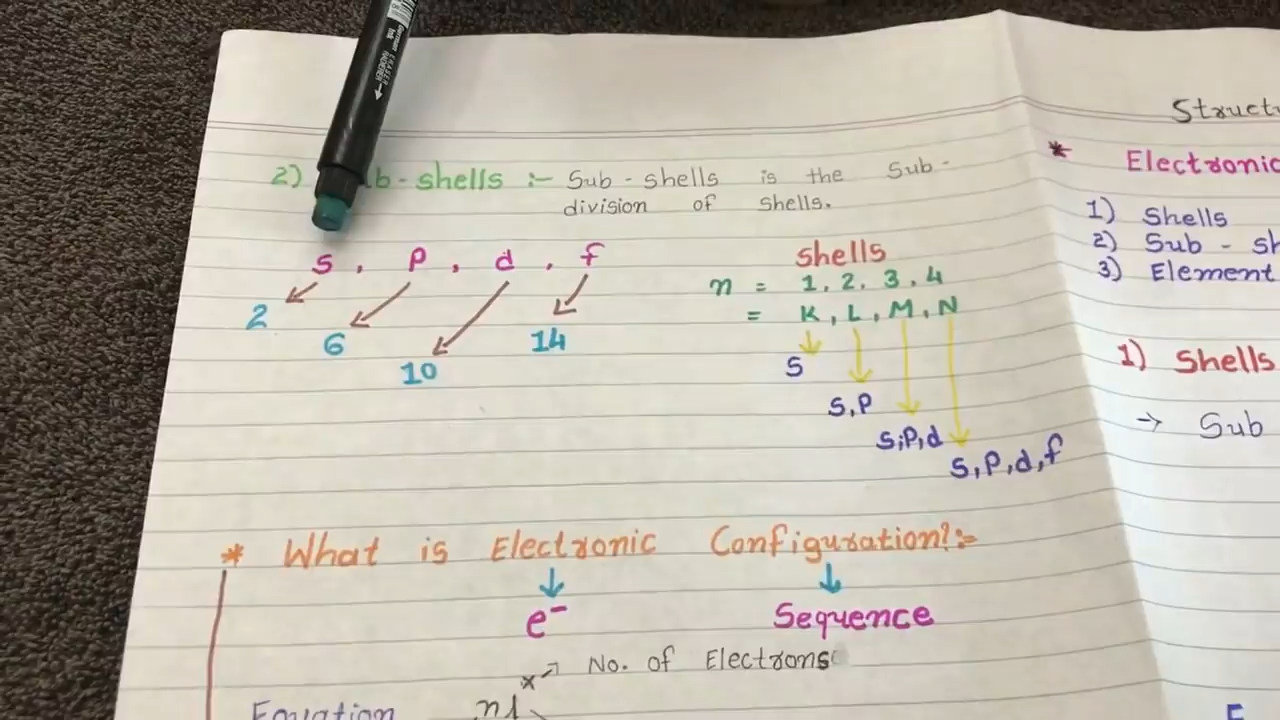 2) b-shells :- Sub-shells is the Sub-
division of Shells.
s, p, d, f
2
6
10
14
shells
n = 1, 2, 3, 4
= K, L, M, N
S
S,P
S,P,d
S,P,d,f
* What is Electronic Configuration?:-
e⁻
Sequence
x → No. of Electrons
Equation nl
Struct
* Electronic
1) Shells
2) Sub - sh
3) Element
1) Shells
→ Sub